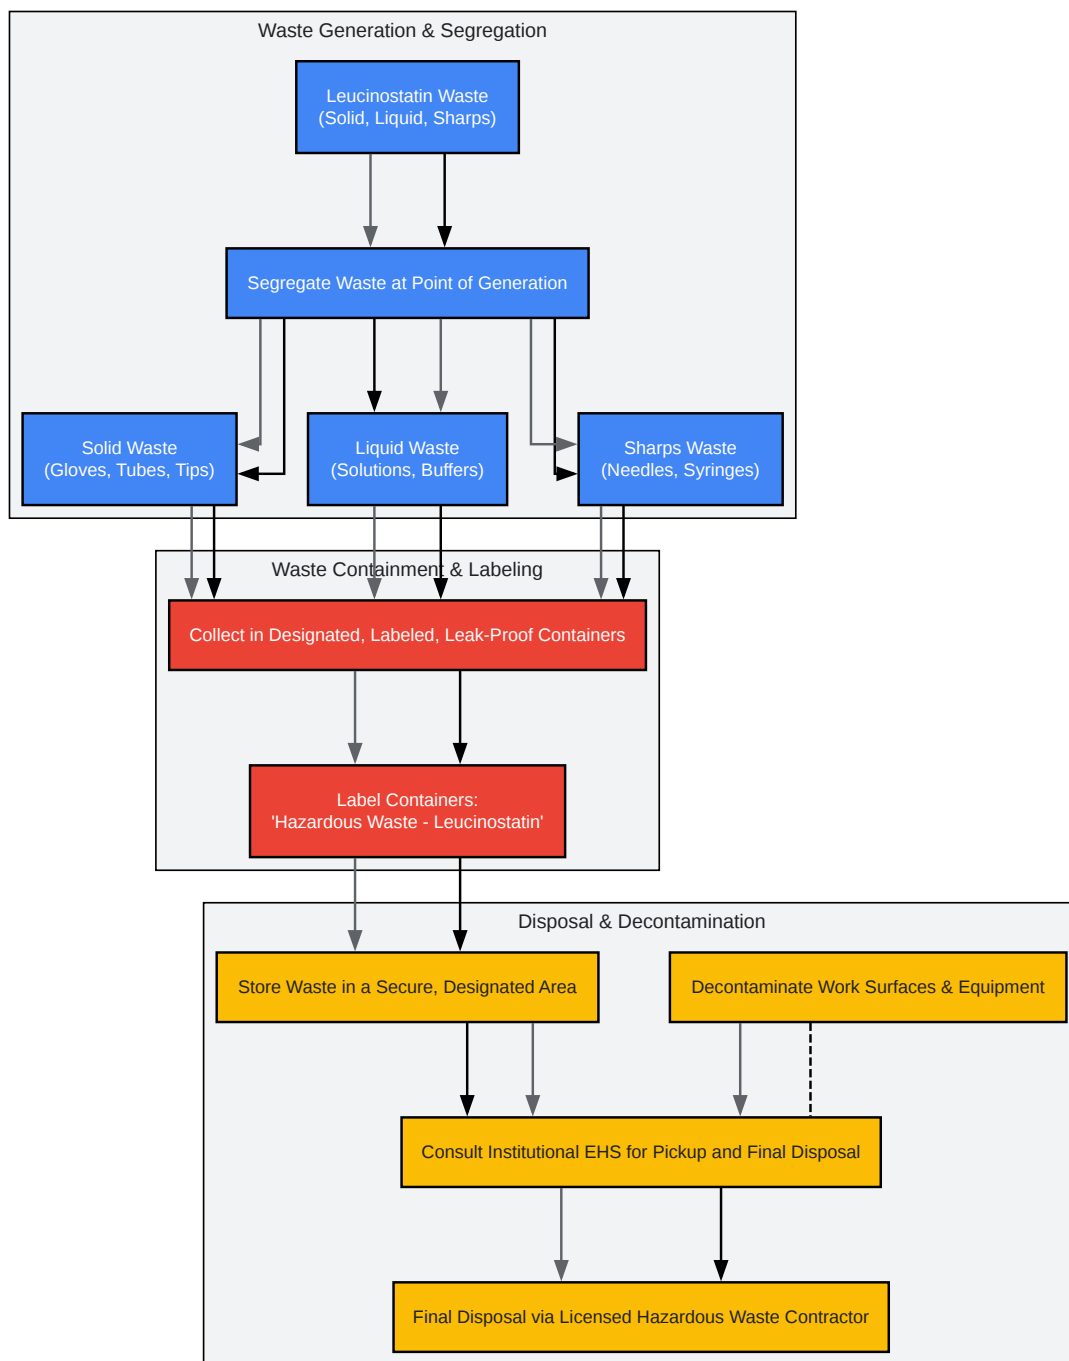 Waste Generation & Segregation
Leucinostatin Waste
(Solid, Liquid, Sharps)
Segregate Waste at Point of Generation
Solid Waste
(Gloves, Tubes, Tips)
Liquid Waste
(Solutions, Buffers)
Sharps Waste
(Needles, Syringes)
Waste Containment & Labeling
Collect in Designated, Labeled, Leak-Proof Containers
Label Containers:
'Hazardous Waste - Leucinostatin'
Disposal & Decontamination
Store Waste in a Secure, Designated Area
Decontaminate Work Surfaces & Equipment
Consult Institutional EHS for Pickup and Final Disposal
Final Disposal via Licensed Hazardous Waste Contractor